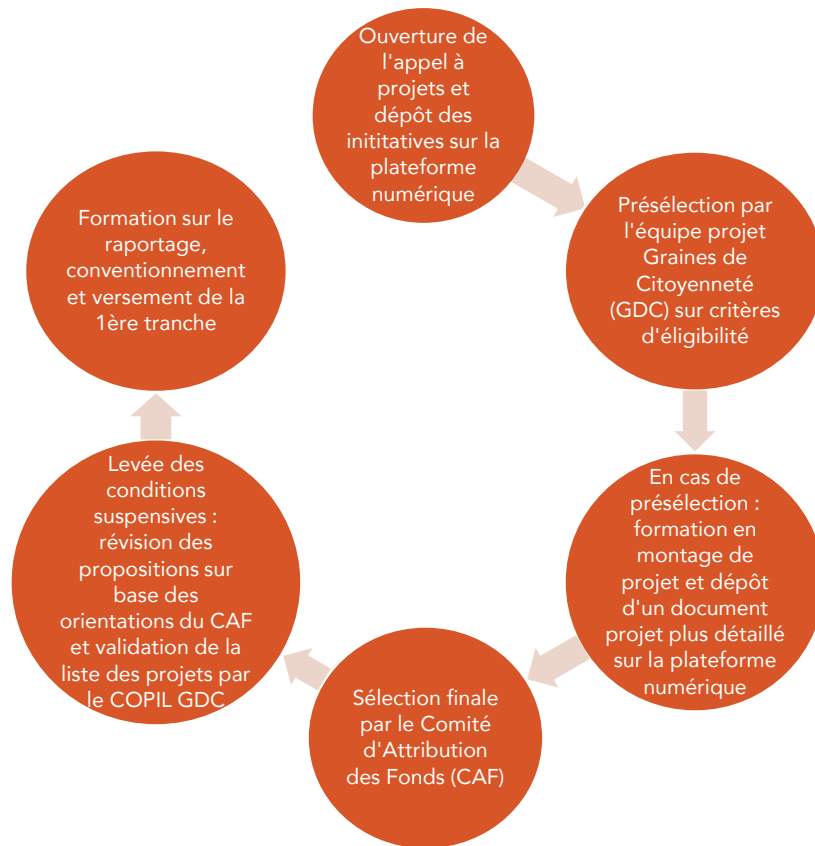 Ouverture de
l'appel à
projets et
dépôt des
inititatives sur la
plateforme
numérique
Présélection par
l'équipe projet
Graines de
Citoyenneté
(GDC) sur critères
d'éligibilité
En cas de
présélection :
formation en
montage de
projet et dépôt
d'un document
projet plus détaillé
sur la plateforme
numérique
Sélection finale
par le Comité
d'Attribution
des Fonds (CAF)
Levée des
conditions
suspensives :
révision des
propositions sur
base des
orientations du CAF
et validation de la
liste des projets par
le COPIL GDC
Formation sur le
raportage,
conventionnement
et versement de la
1ère tranche